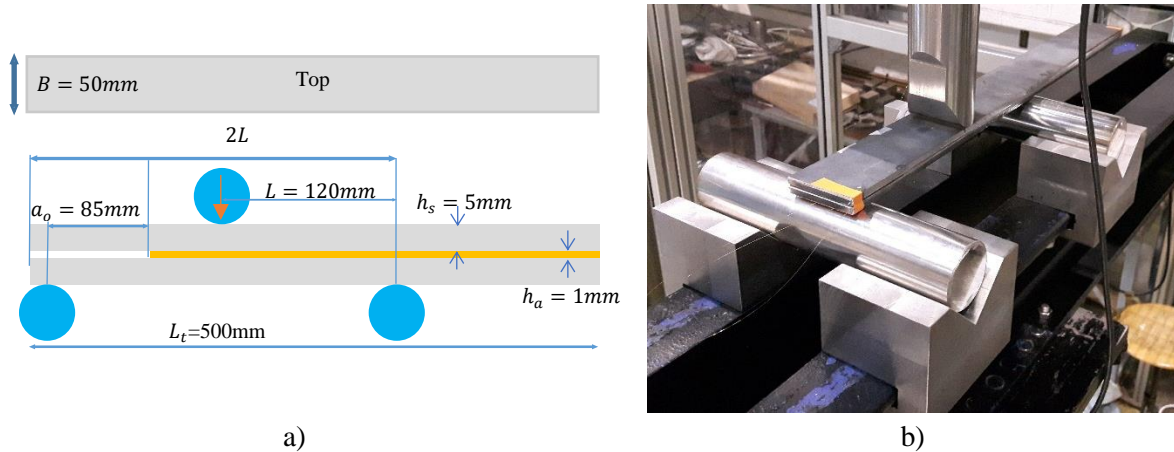 B = 50mm
Top
2L
L = 120mm
a_o = 85mm
h_s = 5mm
h_a = 1mm
L_t=500mm
a)
b)